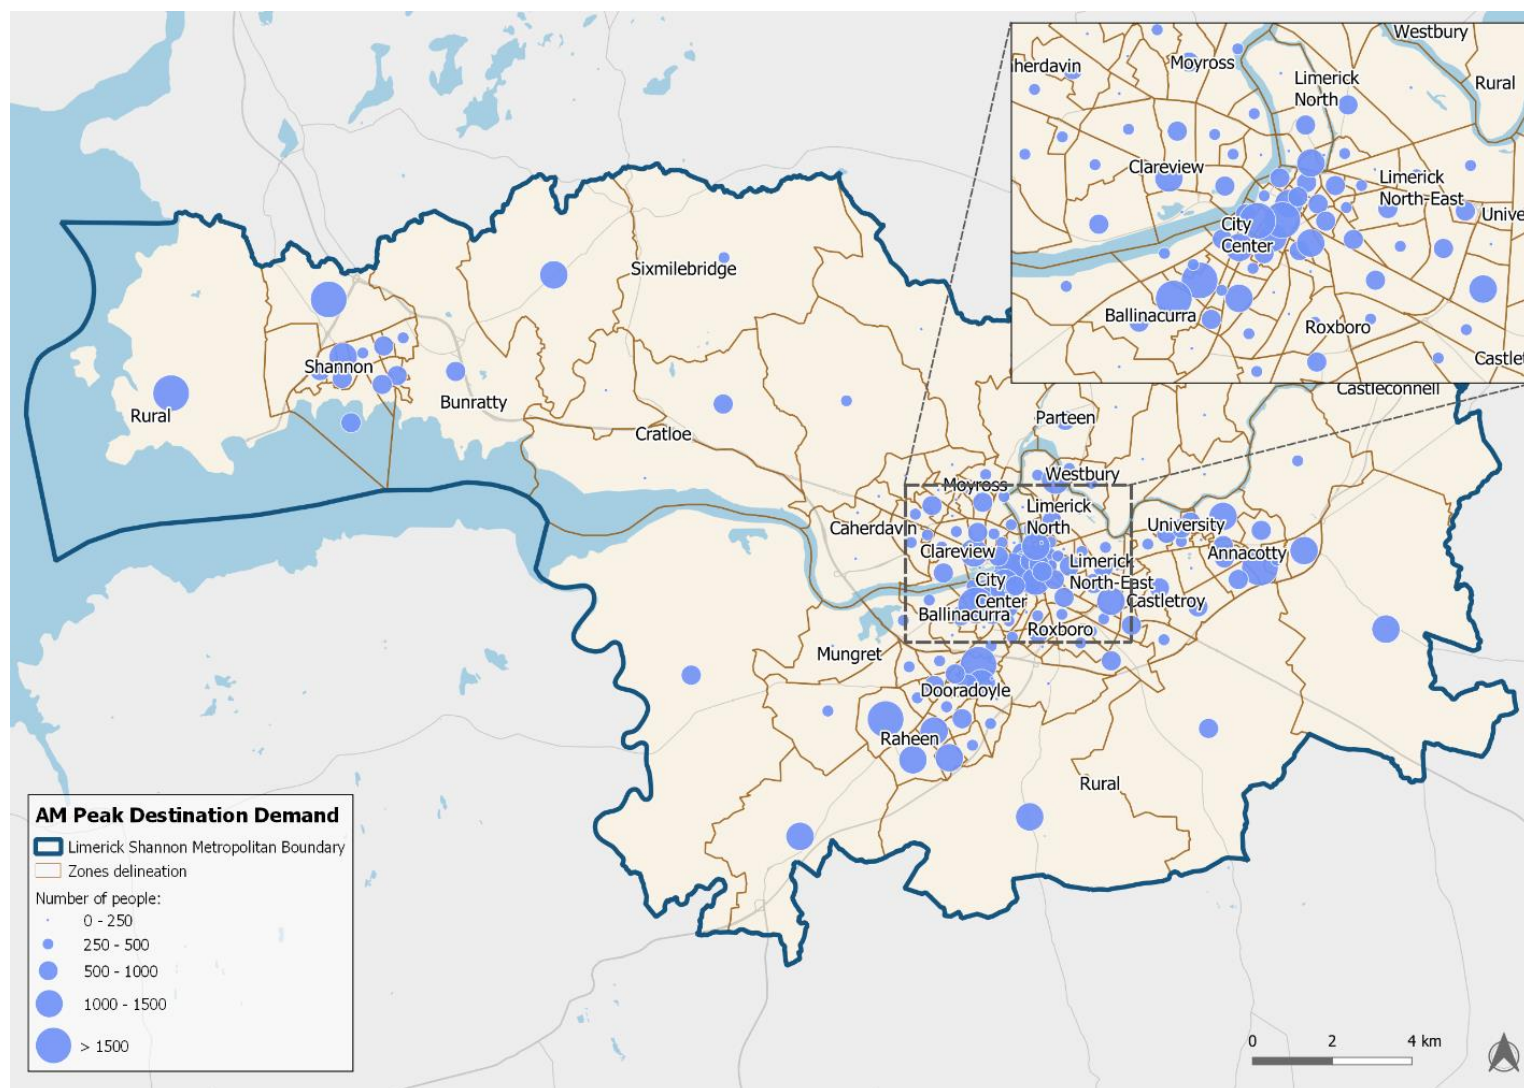 Westbury
herdavin
Moyross
Limerick
North
Rural
Clareview
Limerick
North-East
Unive
City
Center
Ballinacurra
Roxboro
Castlet
Castleconnell
Sixmilebridge
Shannon
Rural
Bunratty
Cratloe
Parteen
Westbury
Moyross
Limerick
North
Caherdavin
University
Clareview
Annacotty
Limerick
North-East
City
Center
Castletroy
Ballinacurra
Roxboro
Mungret
Dooradoyle
Raheen
Rural
AM Peak Destination Demand
Limerick Shannon Metropolitan Boundary
Zones delineation
Number of people:
0 - 250
250 - 500
500 - 1000
1000 - 1500
> 1500
0 2 4 km